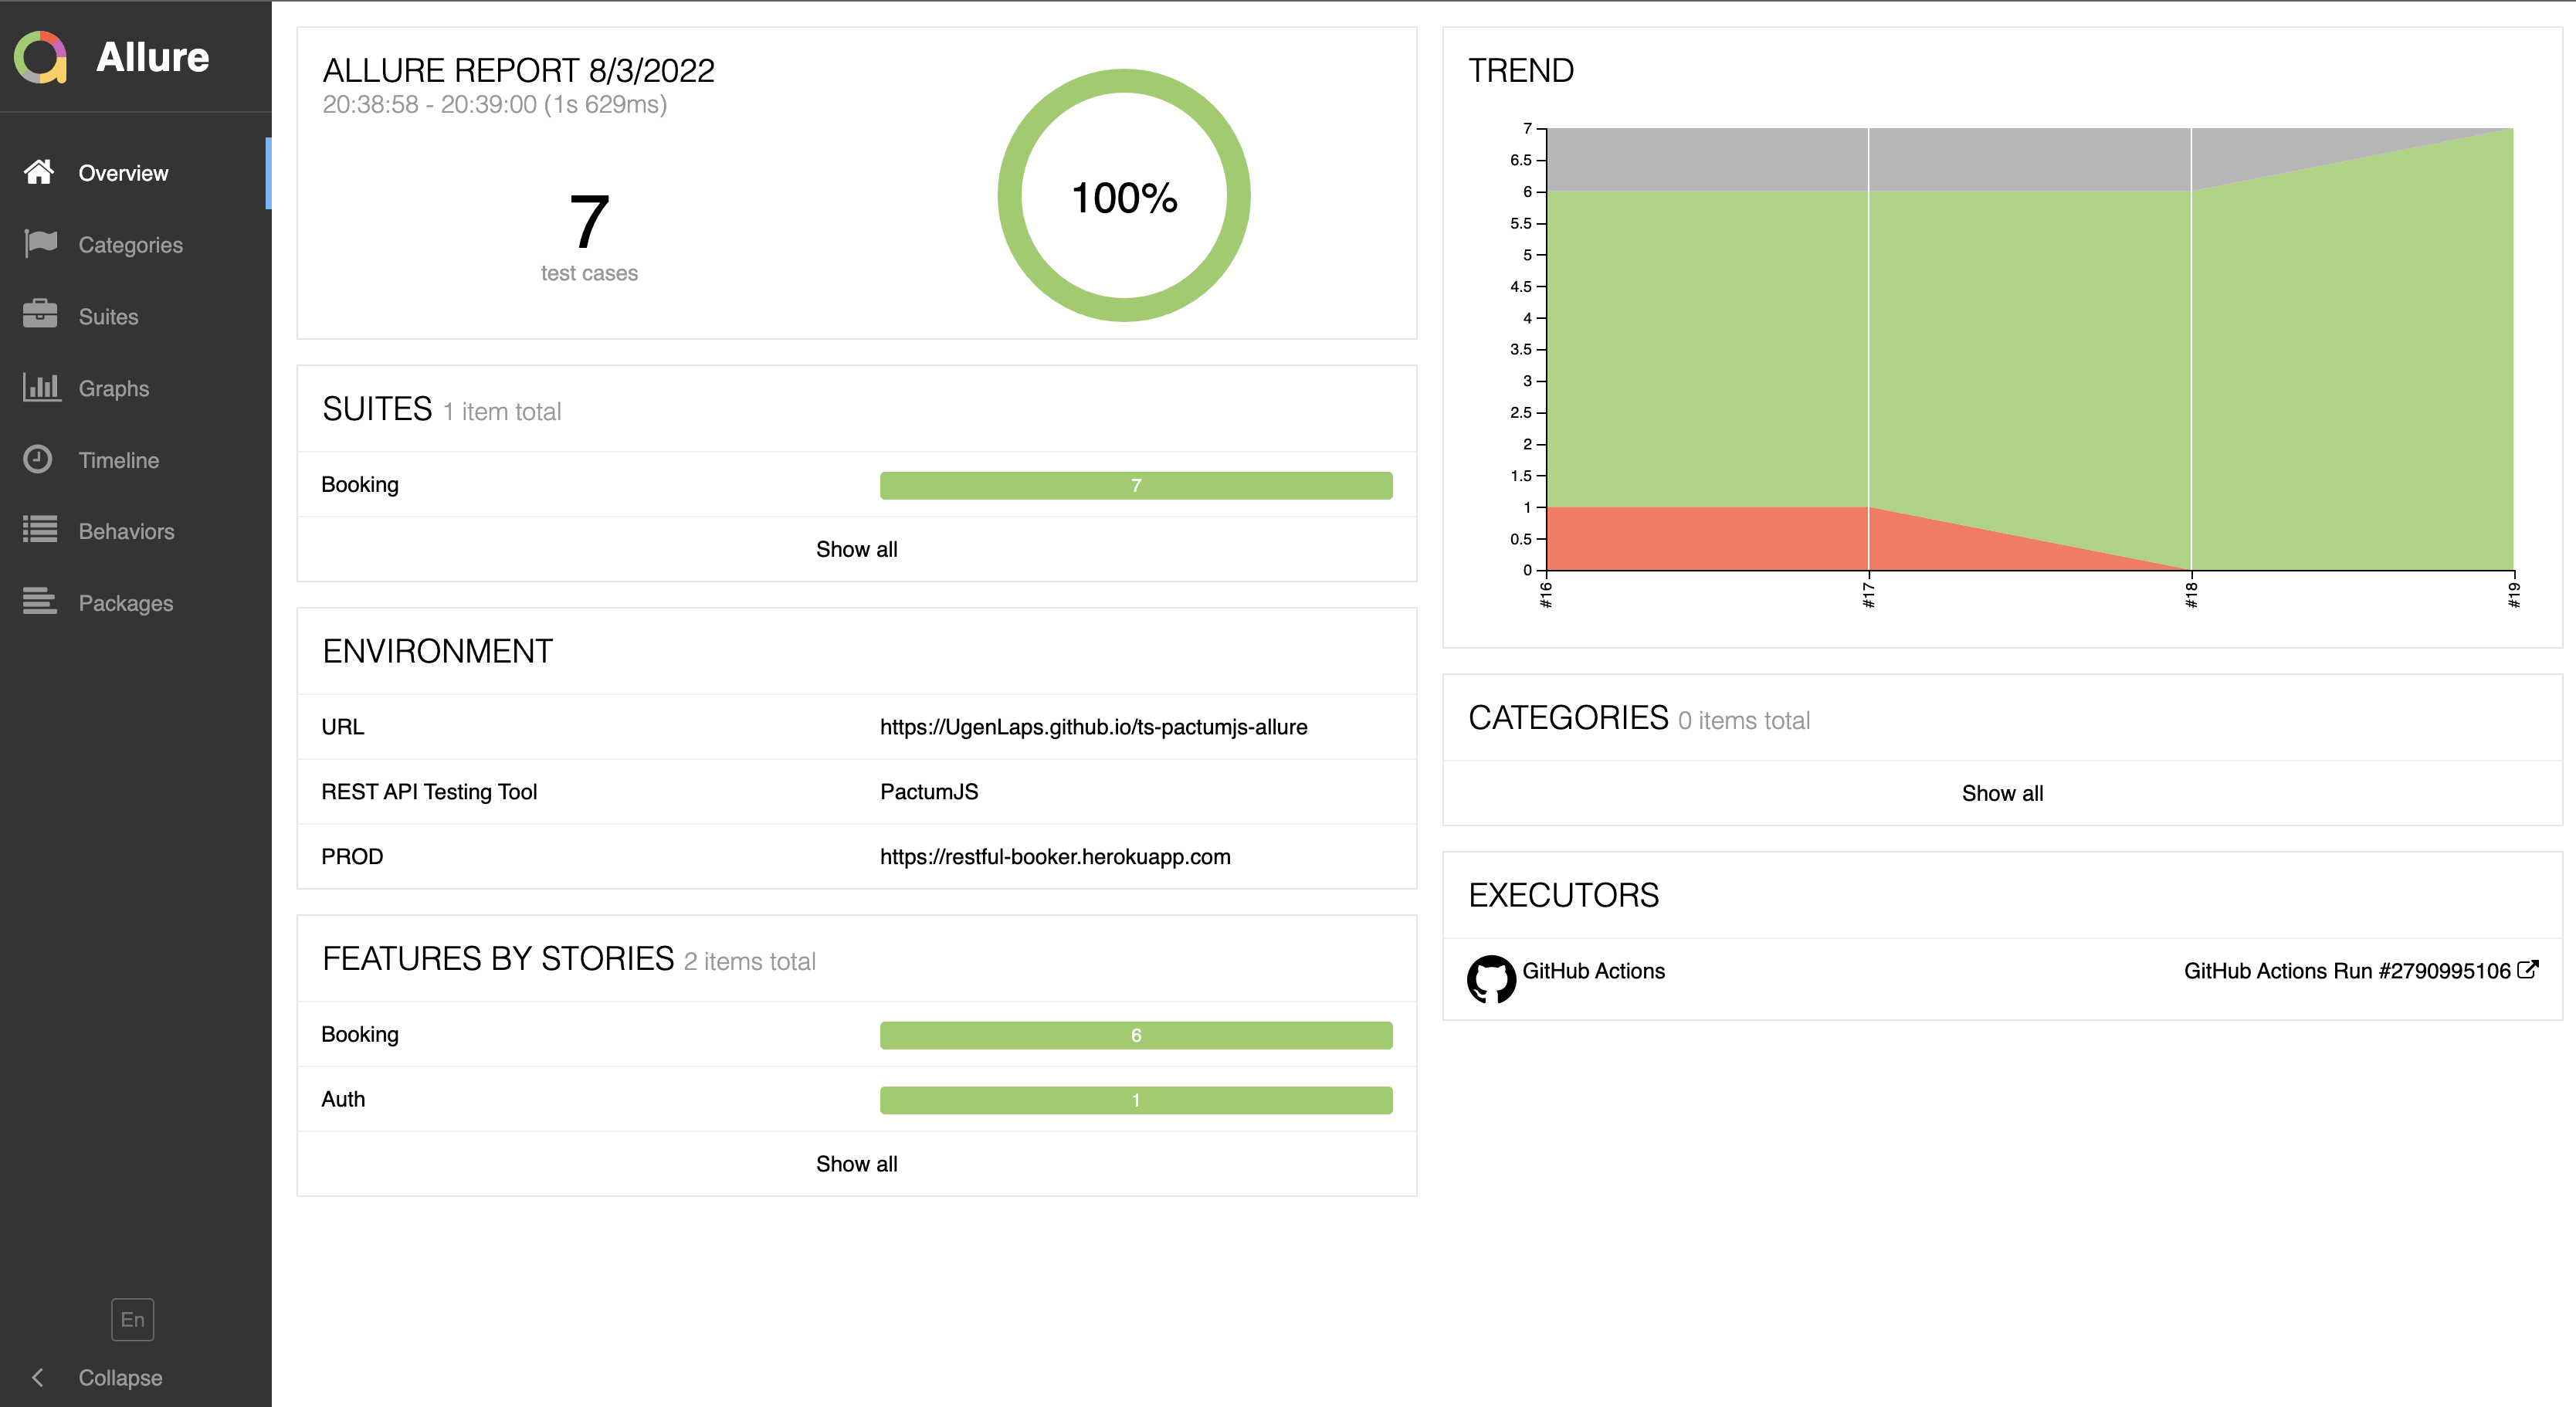 Allure
Overview
Categories
Suites
Graphs
Timeline
Behaviors
Packages
En
Collapse
ALLURE REPORT 8/3/2022
20:38:58 - 20:39:00 (1s 629ms)
7
test cases
100%
SUITES 1 item total
Booking 7
Show all
ENVIRONMENT
URL https://UgenLaps.github.io/ts-pactumjs-allure
REST API Testing Tool PactumJS
PROD https://restful-booker.herokuapp.com
FEATURES BY STORIES 2 items total
Booking 6
Auth 1
Show all
TREND
7
6.5
6
5.5
5
4.5
4
3.5
3
2.5
2
1.5
1
0.5
0
#16 #17 #18 #19
CATEGORIES 0 items total
Show all
EXECUTORS
GitHub Actions GitHub Actions Run #2790995106